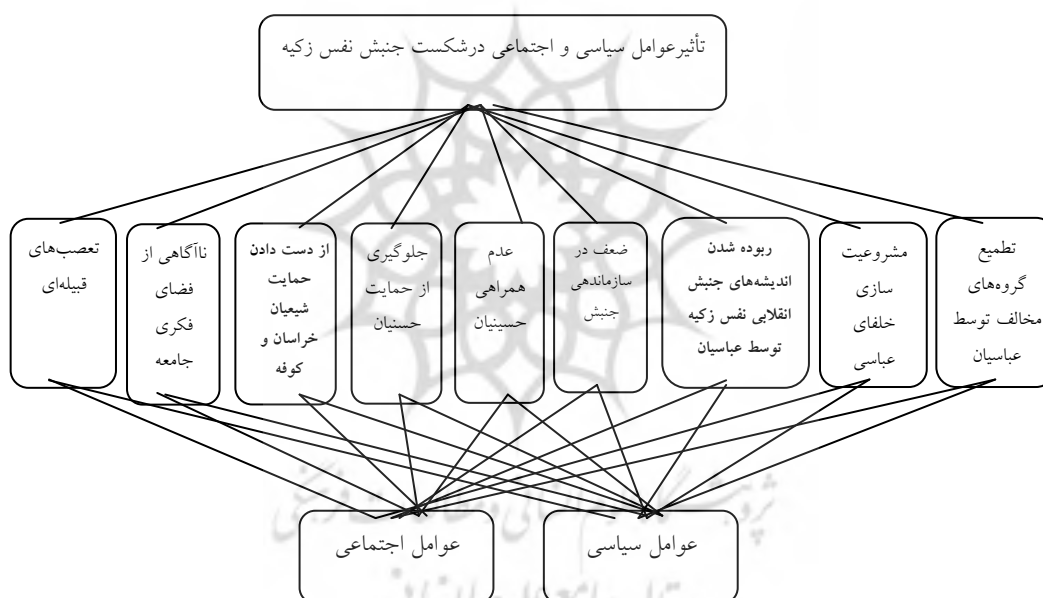 تأثیرعوامل سیاسی و اجتماعی درشکست جنبش نفس زکیه
تطمیع
گروه‌های
مخالف توسط
عباسیان
مشروعیت
سازی
خلفای
عباسی
ربوده شدن
اندیشه‌های جنبش
انقلابی نفس زکیه
توسط عباسیان
ضعف در
سازماندهی
جنبش
عدم
همراهی
حسینیان
جلوگیری
از حمایت
حسنیان
از دست دادن
حمایت
شیعیان
خراسان و
کوفه
ناآگاهی از
فضای
فکری
جامعه
تعصب‌های
قبیله‌ای
عوامل سیاسی
عوامل اجتماعی